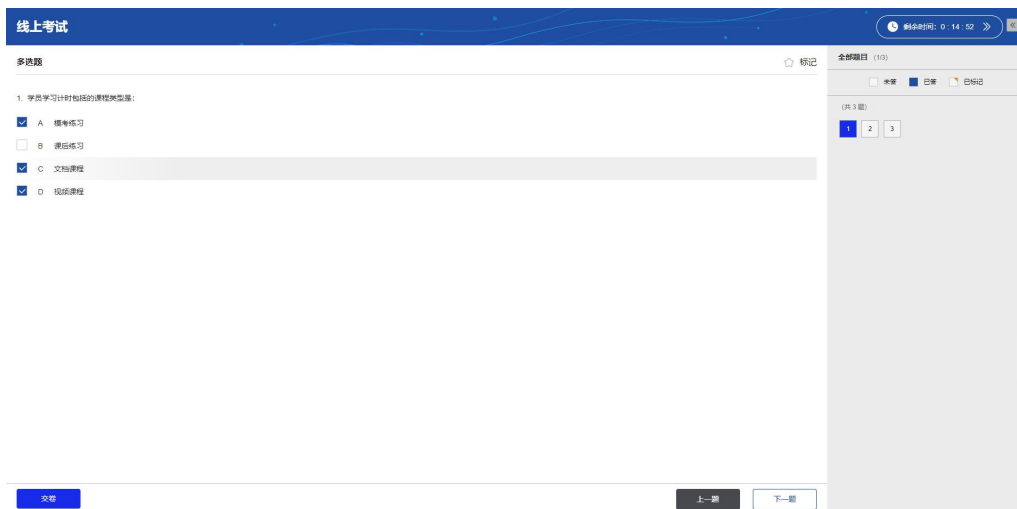 线上考试
剩余时间: 0 : 14 : 52
多选题
标记
1. 学员学习计时包括的课程类型是:
A 模考练习
B 课后练习
C 文档课程
D 视频课程
交卷
上一题
下一题
全部题目 (1/3)
未答 已答 已标记
(共 3 题)
1 2 3